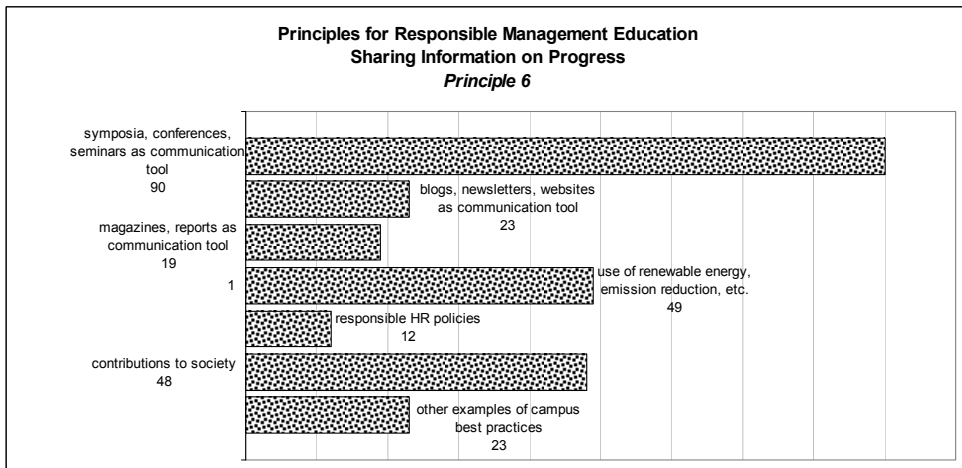 Principles for Responsible Management Education
Sharing Information on Progress
Principle 6
symposia, conferences,
seminars as communication
tool
90
blogs, newsletters, websites
as communication tool
23
magazines, reports as
communication tool
19
1
use of renewable energy,
emission reduction, etc.
49
responsible HR policies
12
contributions to society
48
other examples of campus
best practices
23